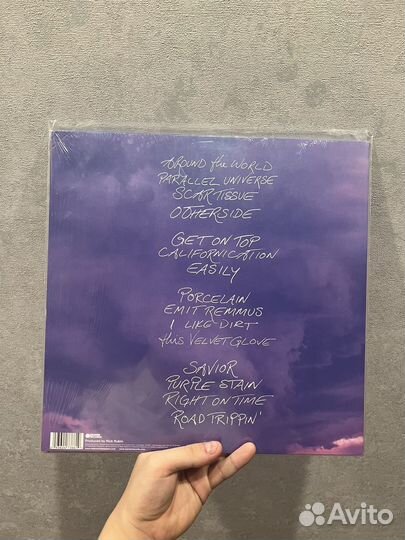 AROUND the WORLD
PARALLEL UNIVERSE
SCAR TISSUE
OTHERSIDE
GET ON TOP
CALIFORNICATION
EASILY
PORCELAIN
EMIT REMMUS
I LIKE DIRT
this VELVET GLOVE
SAVIOR
PURPLE STAIN
RIGHT ON TIME
ROAD TRIPPIN'
Produced by Rick Rubin
Avito